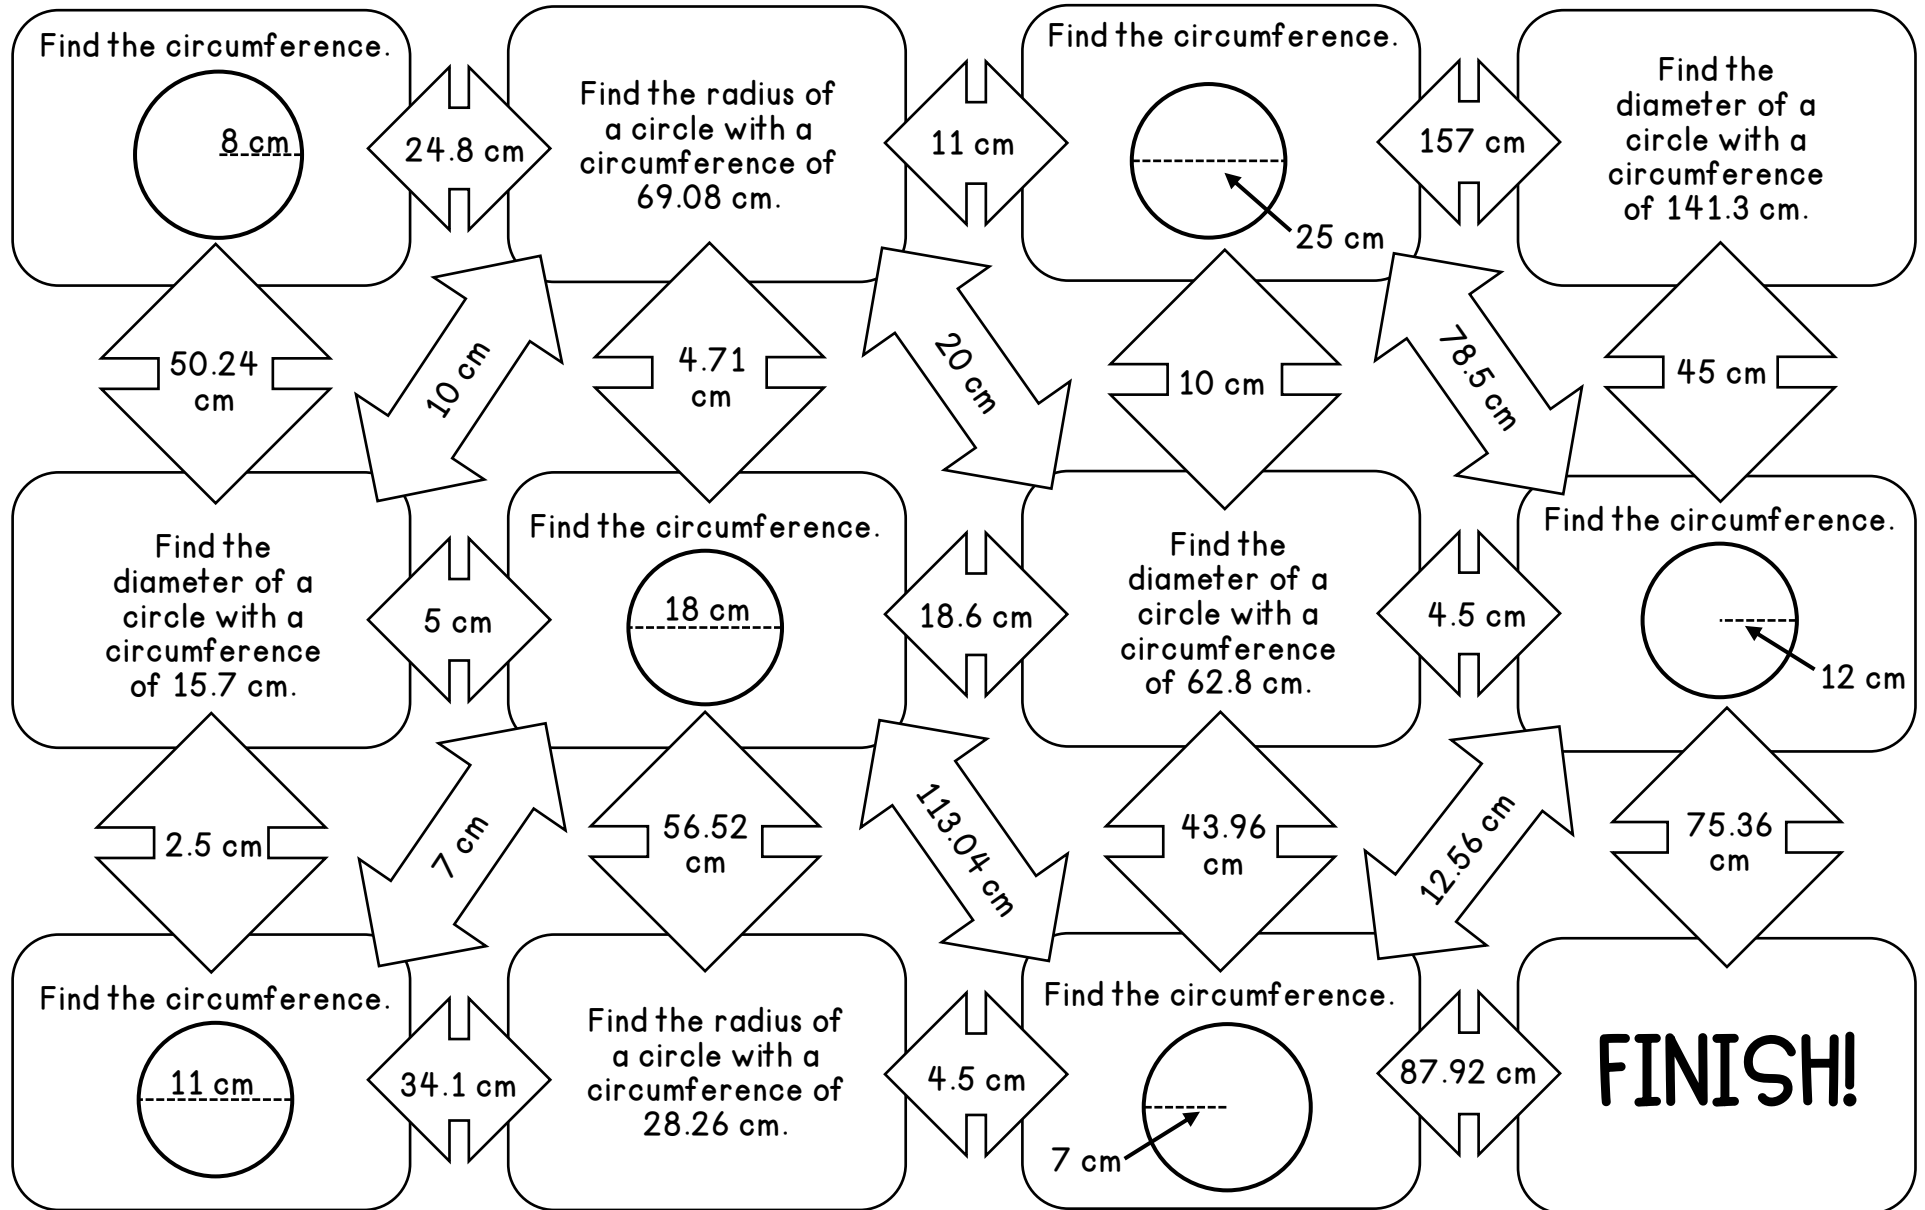 Find the circumference.
8 cm
24.8 cm
Find the radius of
a circle with a
circumference of
69.08 cm.
11 cm
Find the circumference.
25 cm
157 cm
Find the
diameter of a
circle with a
circumference
of 141.3 cm.
50.24
cm
10 cm
4.71
cm
20 cm
10 cm
78.5 cm
45 cm
Find the
diameter of a
circle with a
circumference
of 15.7 cm.
5 cm
Find the circumference.
18 cm
18.6 cm
Find the
diameter of a
circle with a
circumference
of 62.8 cm.
4.5 cm
Find the circumference.
12 cm
2.5 cm
7 cm
56.52
cm
113.04 cm
43.96
cm
12.56 cm
75.36
cm
Find the circumference.
11 cm
34.1 cm
Find the radius of
a circle with a
circumference of
28.26 cm.
4.5 cm
Find the circumference.
7 cm
87.92 cm
FINISH!